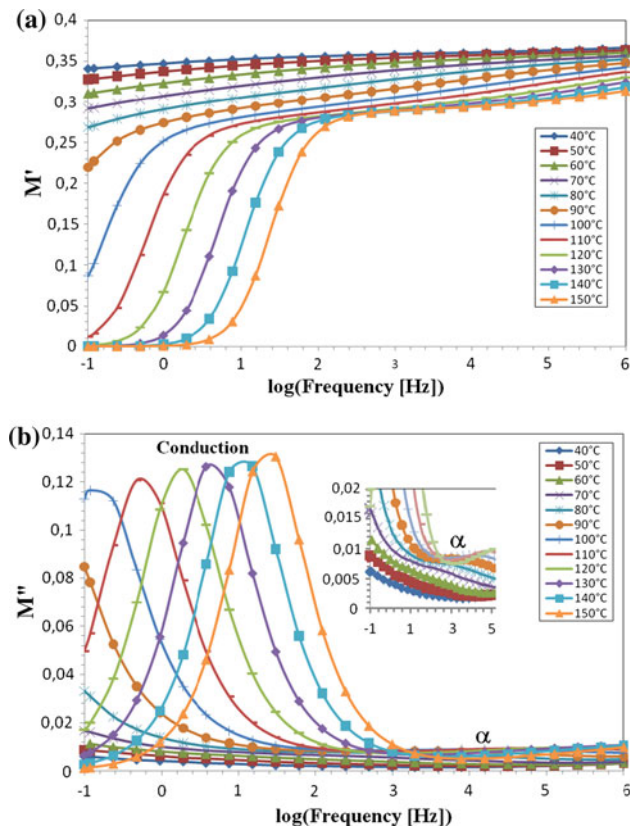 (a)
0,4
0,35
0,3
0,25
0,2
0,15
0,1
0,05
0
M'
-1 0 1 2 3 4 5 6
log(Frequency [Hz])
40°C
50°C
60°C
70°C
80°C
90°C
100°C
110°C
120°C
130°C
140°C
150°C
(b)
0,14
0,12
0,1
0,08
0,06
0,04
0,02
0
M"
Conduction
0,02
0,015
0,01
0,005
0
α
-1 1 3 5
α
-1 0 1 2 3 4 5 6
log(Frequency [Hz])
40°C
50°C
60°C
70°C
80°C
90°C
100°C
110°C
120°C
130°C
140°C
150°C